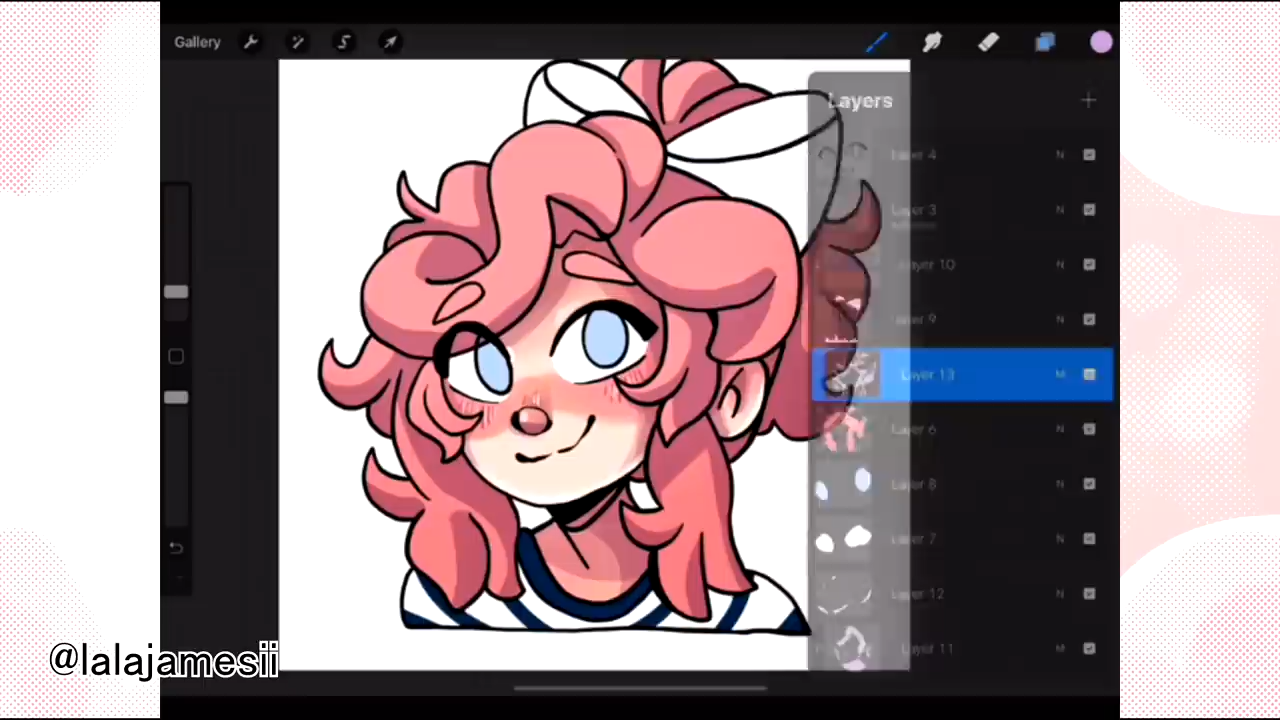 Gallery
Layers
Layer 4 N
Layer 3 N
Layer 10 N
Layer 9 N
Layer 13 M
Layer 6 N
Layer 8 N
Layer 7 N
Layer 12 N
Layer 11 M
@lalajamesii